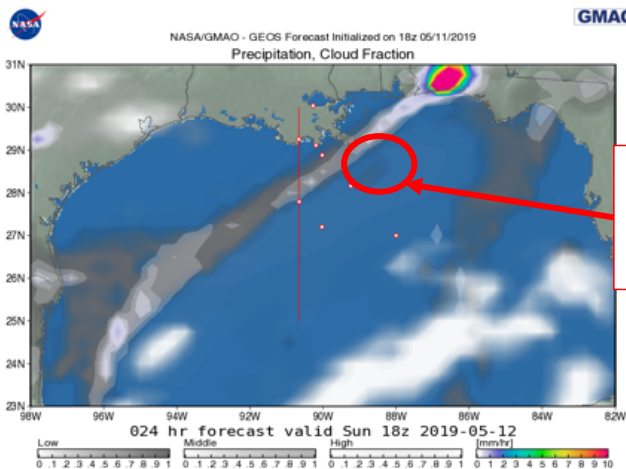 NASA
GMAO
NASA/GMAO - GEOS Forecast Initialized on 18z 05/11/2019
Precipitation, Cloud Fraction
31N
30N
29N
28N
27N
26N
25N
24N
23N
98W 96W 94W 92W 90W 88W 86W 84W 82W
024 hr forecast valid Sun 18z 2019-05-12
Low Middle High [mm/hr]
0 .1 .2 .3 .4 .5 .6 .7 .8 .9 1 0 .1 .2 .3 .4 .5 .6 .7 .8 .9 1 0 .1 .2 .3 .4 .5 .6 .7 .8 .9 1 0 1 2 3 4 5 6 7 8 9 10